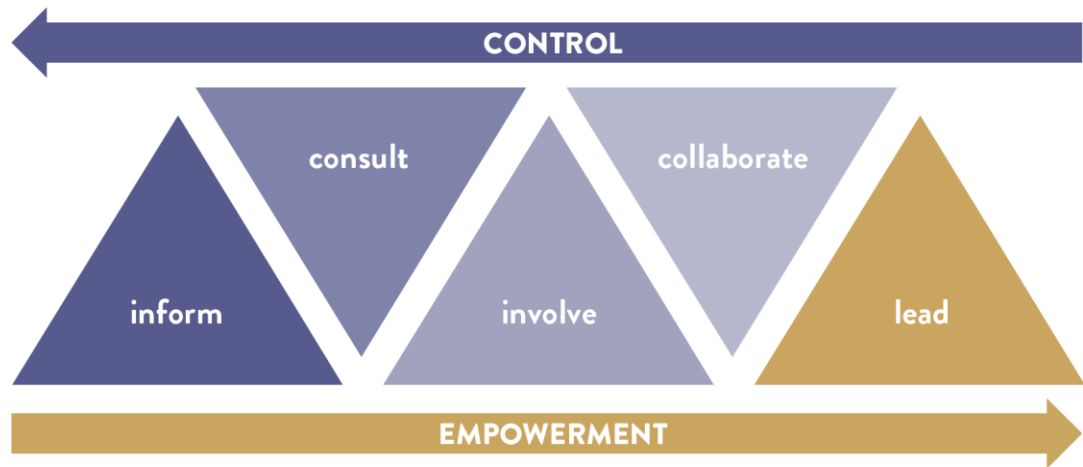 CONTROL
consult
collaborate
inform
involve
lead
EMPOWERMENT